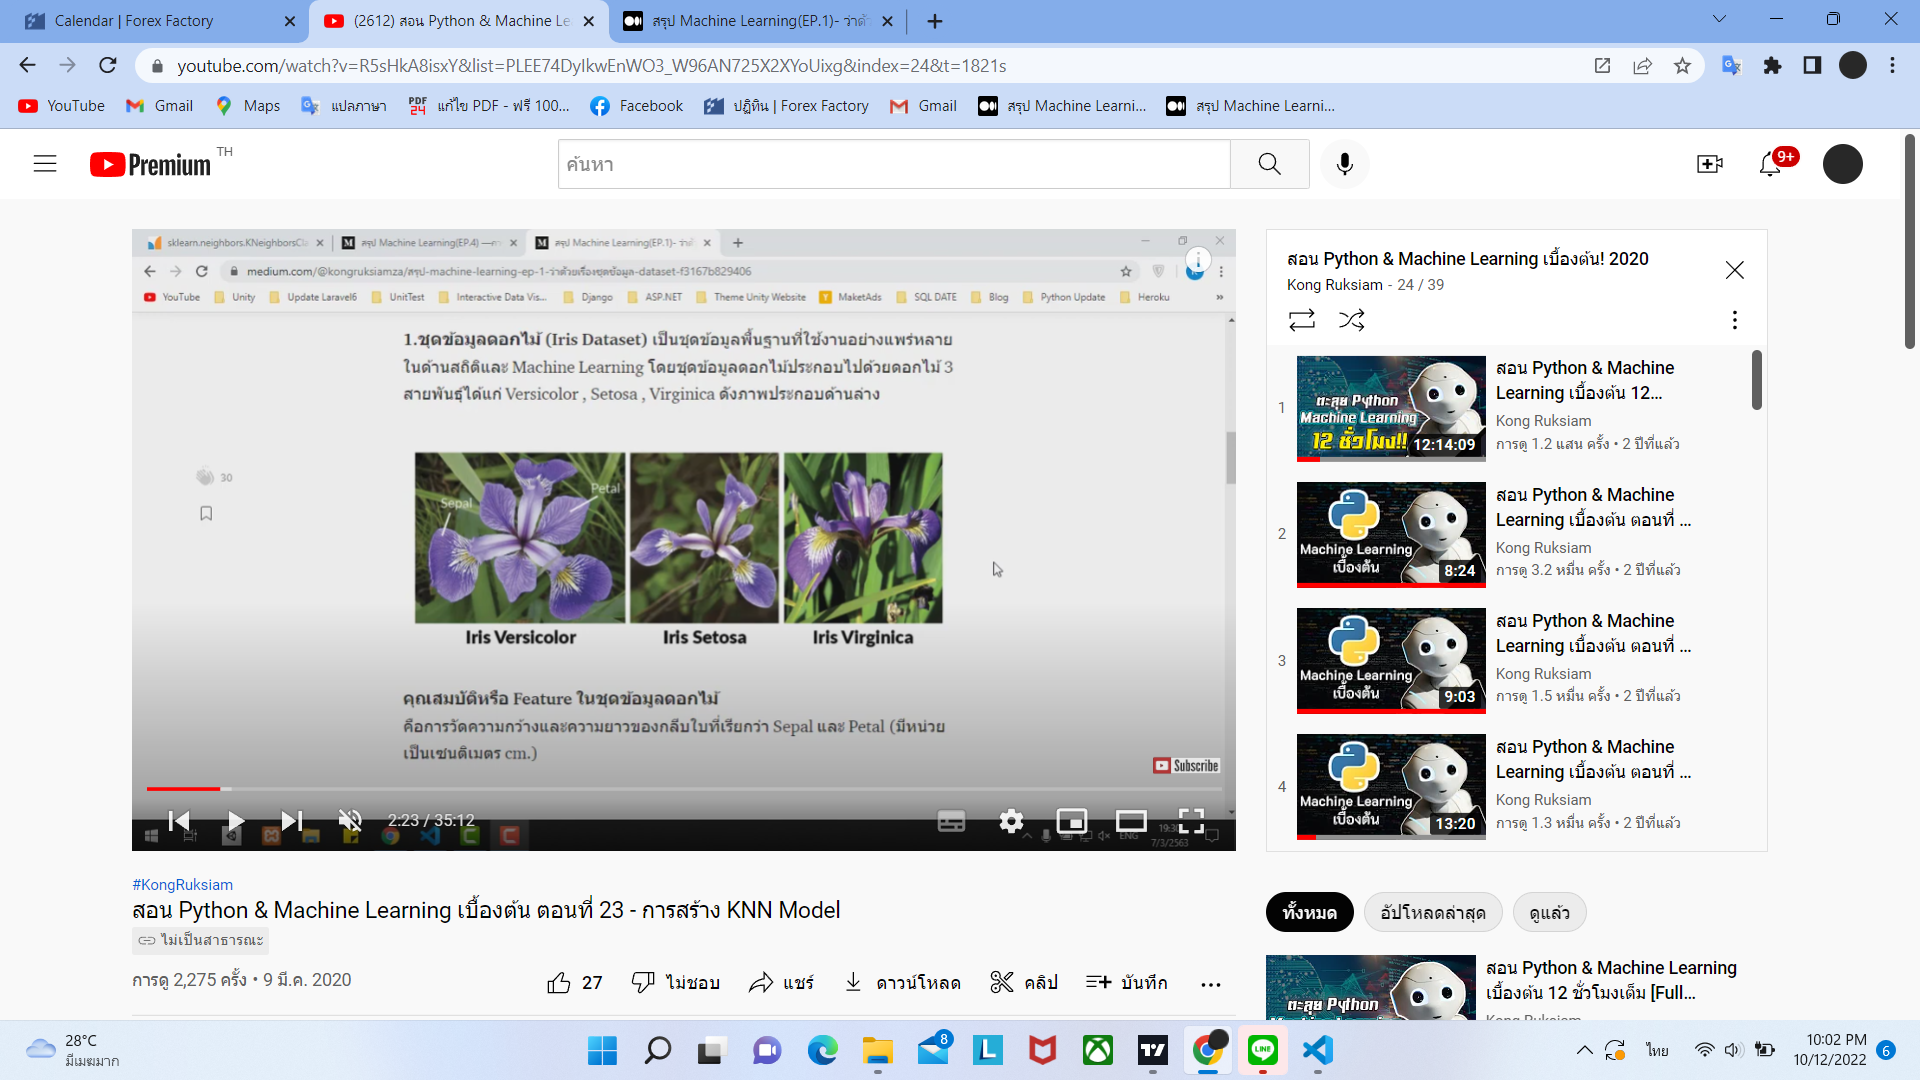 Calendar | Forex Factory
(2612) สอน Python & Machine Le
สรุป Machine Learning(EP.1)- ว่าด้ว
youtube.com/watch?v=R5sHkA8isxY&list=PLEE74DyIkwEnWO3_W96AN725X2XYoUixg&index=24&t=1821s
YouTube
Gmail
Maps
แปลภาษา
PDF 24
แก้ไข PDF - ฟรี 100...
Facebook
ปฏิทิน | Forex Factory
Gmail
สรุป Machine Learni...
สรุป Machine Learni...
Premium TH
ค้นหา
9+
sklearn.neighbors.KNeighborsCla
สรุป Machine Learning(EP.4) —กา
สรุป Machine Learning(EP.1)- ว่าด้
medium.com/@kongruksiamza/สรุป-machine-learning-ep-1-ว่าด้วยเรื่องชุดข้อมูล-dataset-f3167b829406
YouTube Unity Update Laravel6 UnitTest Interactive Data Vis... Django ASP.NET Theme Unity Website MaketAds SQL DATE Blog Python Update Heroku »
1.ชุดข้อมูลดอกไม้ (Iris Dataset) เป็นชุดข้อมูลพื้นฐานที่ใช้งานอย่างแพร่หลาย
ในด้านสถิติและ Machine Learning โดยชุดข้อมูลดอกไม้ประกอบไปด้วยดอกไม้ 3
สายพันธุ์ได้แก่ Versicolor , Setosa , Virginica ดังภาพประกอบด้านล่าง
30
Sepal
Petal
Iris Versicolor
Iris Setosa
Iris Virginica
คุณสมบัติหรือ Feature ในชุดข้อมูลดอกไม้
คือการวัดความกว้างและความยาวของกลีบใบที่เรียกว่า Sepal และ Petal (มีหน่วย
เป็นเซนติเมตร cm.)
Subscribe
2:23 / 35:12
ENG
7/3/2563
สอน Python & Machine Learning เบื้องต้น! 2020
Kong Ruksiam - 24 / 39
1
ตะลุย Python
Machine Learning
12 ชั่วโมง!!
12:14:09
สอน Python & Machine
Learning เบื้องต้น 12...
Kong Ruksiam
การดู 1.2 แสน ครั้ง • 2 ปีที่แล้ว
2
Machine Learning
เบื้องต้น
8:24
สอน Python & Machine
Learning เบื้องต้น ตอนที่ ...
Kong Ruksiam
การดู 3.2 หมื่น ครั้ง • 2 ปีที่แล้ว
3
Machine Learning
เบื้องต้น
9:03
สอน Python & Machine
Learning เบื้องต้น ตอนที่ ...
Kong Ruksiam
การดู 1.5 หมื่น ครั้ง • 2 ปีที่แล้ว
4
Machine Learning
เบื้องต้น
13:20
สอน Python & Machine
Learning เบื้องต้น ตอนที่ ...
Kong Ruksiam
การดู 1.3 หมื่น ครั้ง • 2 ปีที่แล้ว
#KongRuksiam
สอน Python & Machine Learning เบื้องต้น ตอนที่ 23 - การสร้าง KNN Model
ไม่เป็นสาธารณะ
การดู 2,275 ครั้ง • 9 มี.ค. 2020
27
ไม่ชอบ
แชร์
ดาวน์โหลด
คลิป
บันทึก
ทั้งหมด
อัปโหลดล่าสุด
ดูแล้ว
ตะลุย Python
สอน Python & Machine Learning
เบื้องต้น 12 ชั่วโมงเต็ม [Full...
Kong Ruksiam
28°C
มีเมฆมาก
8
L
LINE
ไทย
10:02 PM
10/12/2022
6